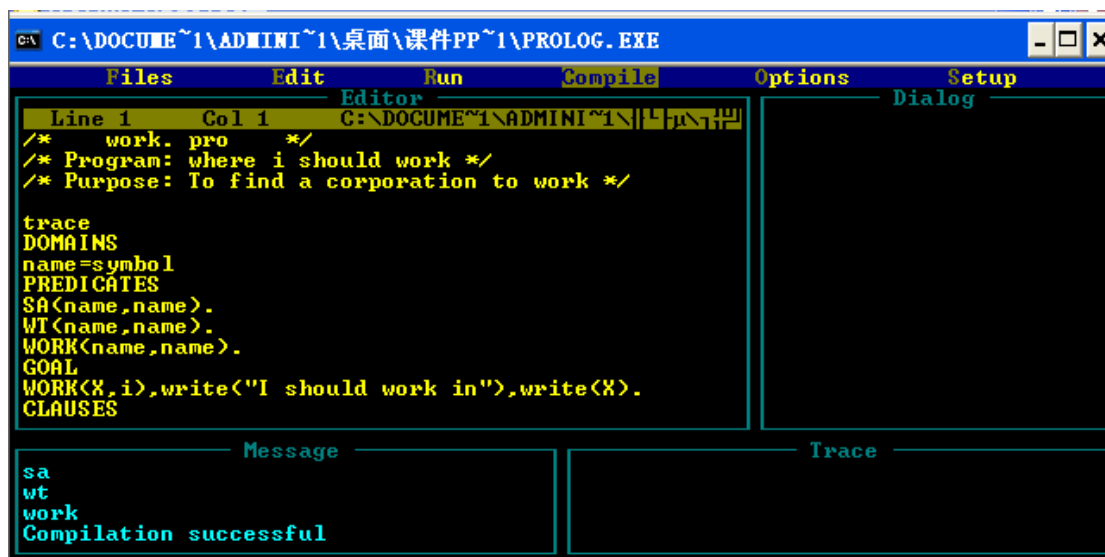 C:\DOCUME~1\ADMINI~1\桌面\课件PP~1\PROLOG.EXE
Files Edit Run Compile Options Setup
Editor
Line 1 Col 1 C:\DOCUME~1\ADMINI~1\
/* work. pro */
/* Program: where i should work */
/* Purpose: To find a corporation to work */
trace
DOMAINS
name=symbol
PREDICATES
SA(name,name).
WT(name,name).
WORK(name,name).
GOAL
WORK(X,i),write("I should work in"),write(X).
CLAUSES
Dialog
Message
sa
wt
work
Compilation successful
Trace